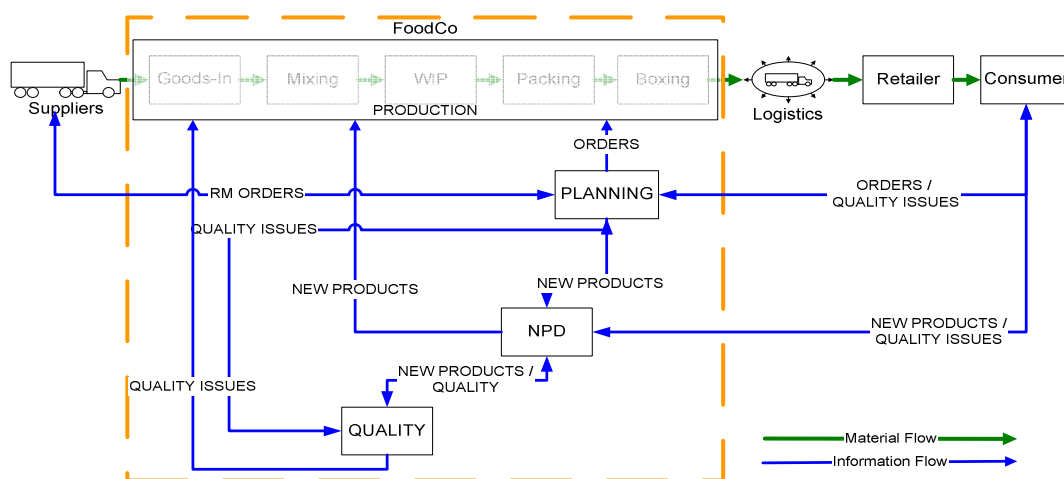 FoodCo
Goods-In
Mixing
WIP
Packing
Boxing
Retailer
Consumer
Suppliers
PRODUCTION
Logistics
ORDERS
RM ORDERS
PLANNING
ORDERS /
QUALITY ISSUES
QUALITY ISSUES
NEW PRODUCTS
NEW PRODUCTS
NPD
NEW PRODUCTS /
QUALITY ISSUES
QUALITY ISSUES
NEW PRODUCTS /
QUALITY
QUALITY
Material Flow
Information Flow